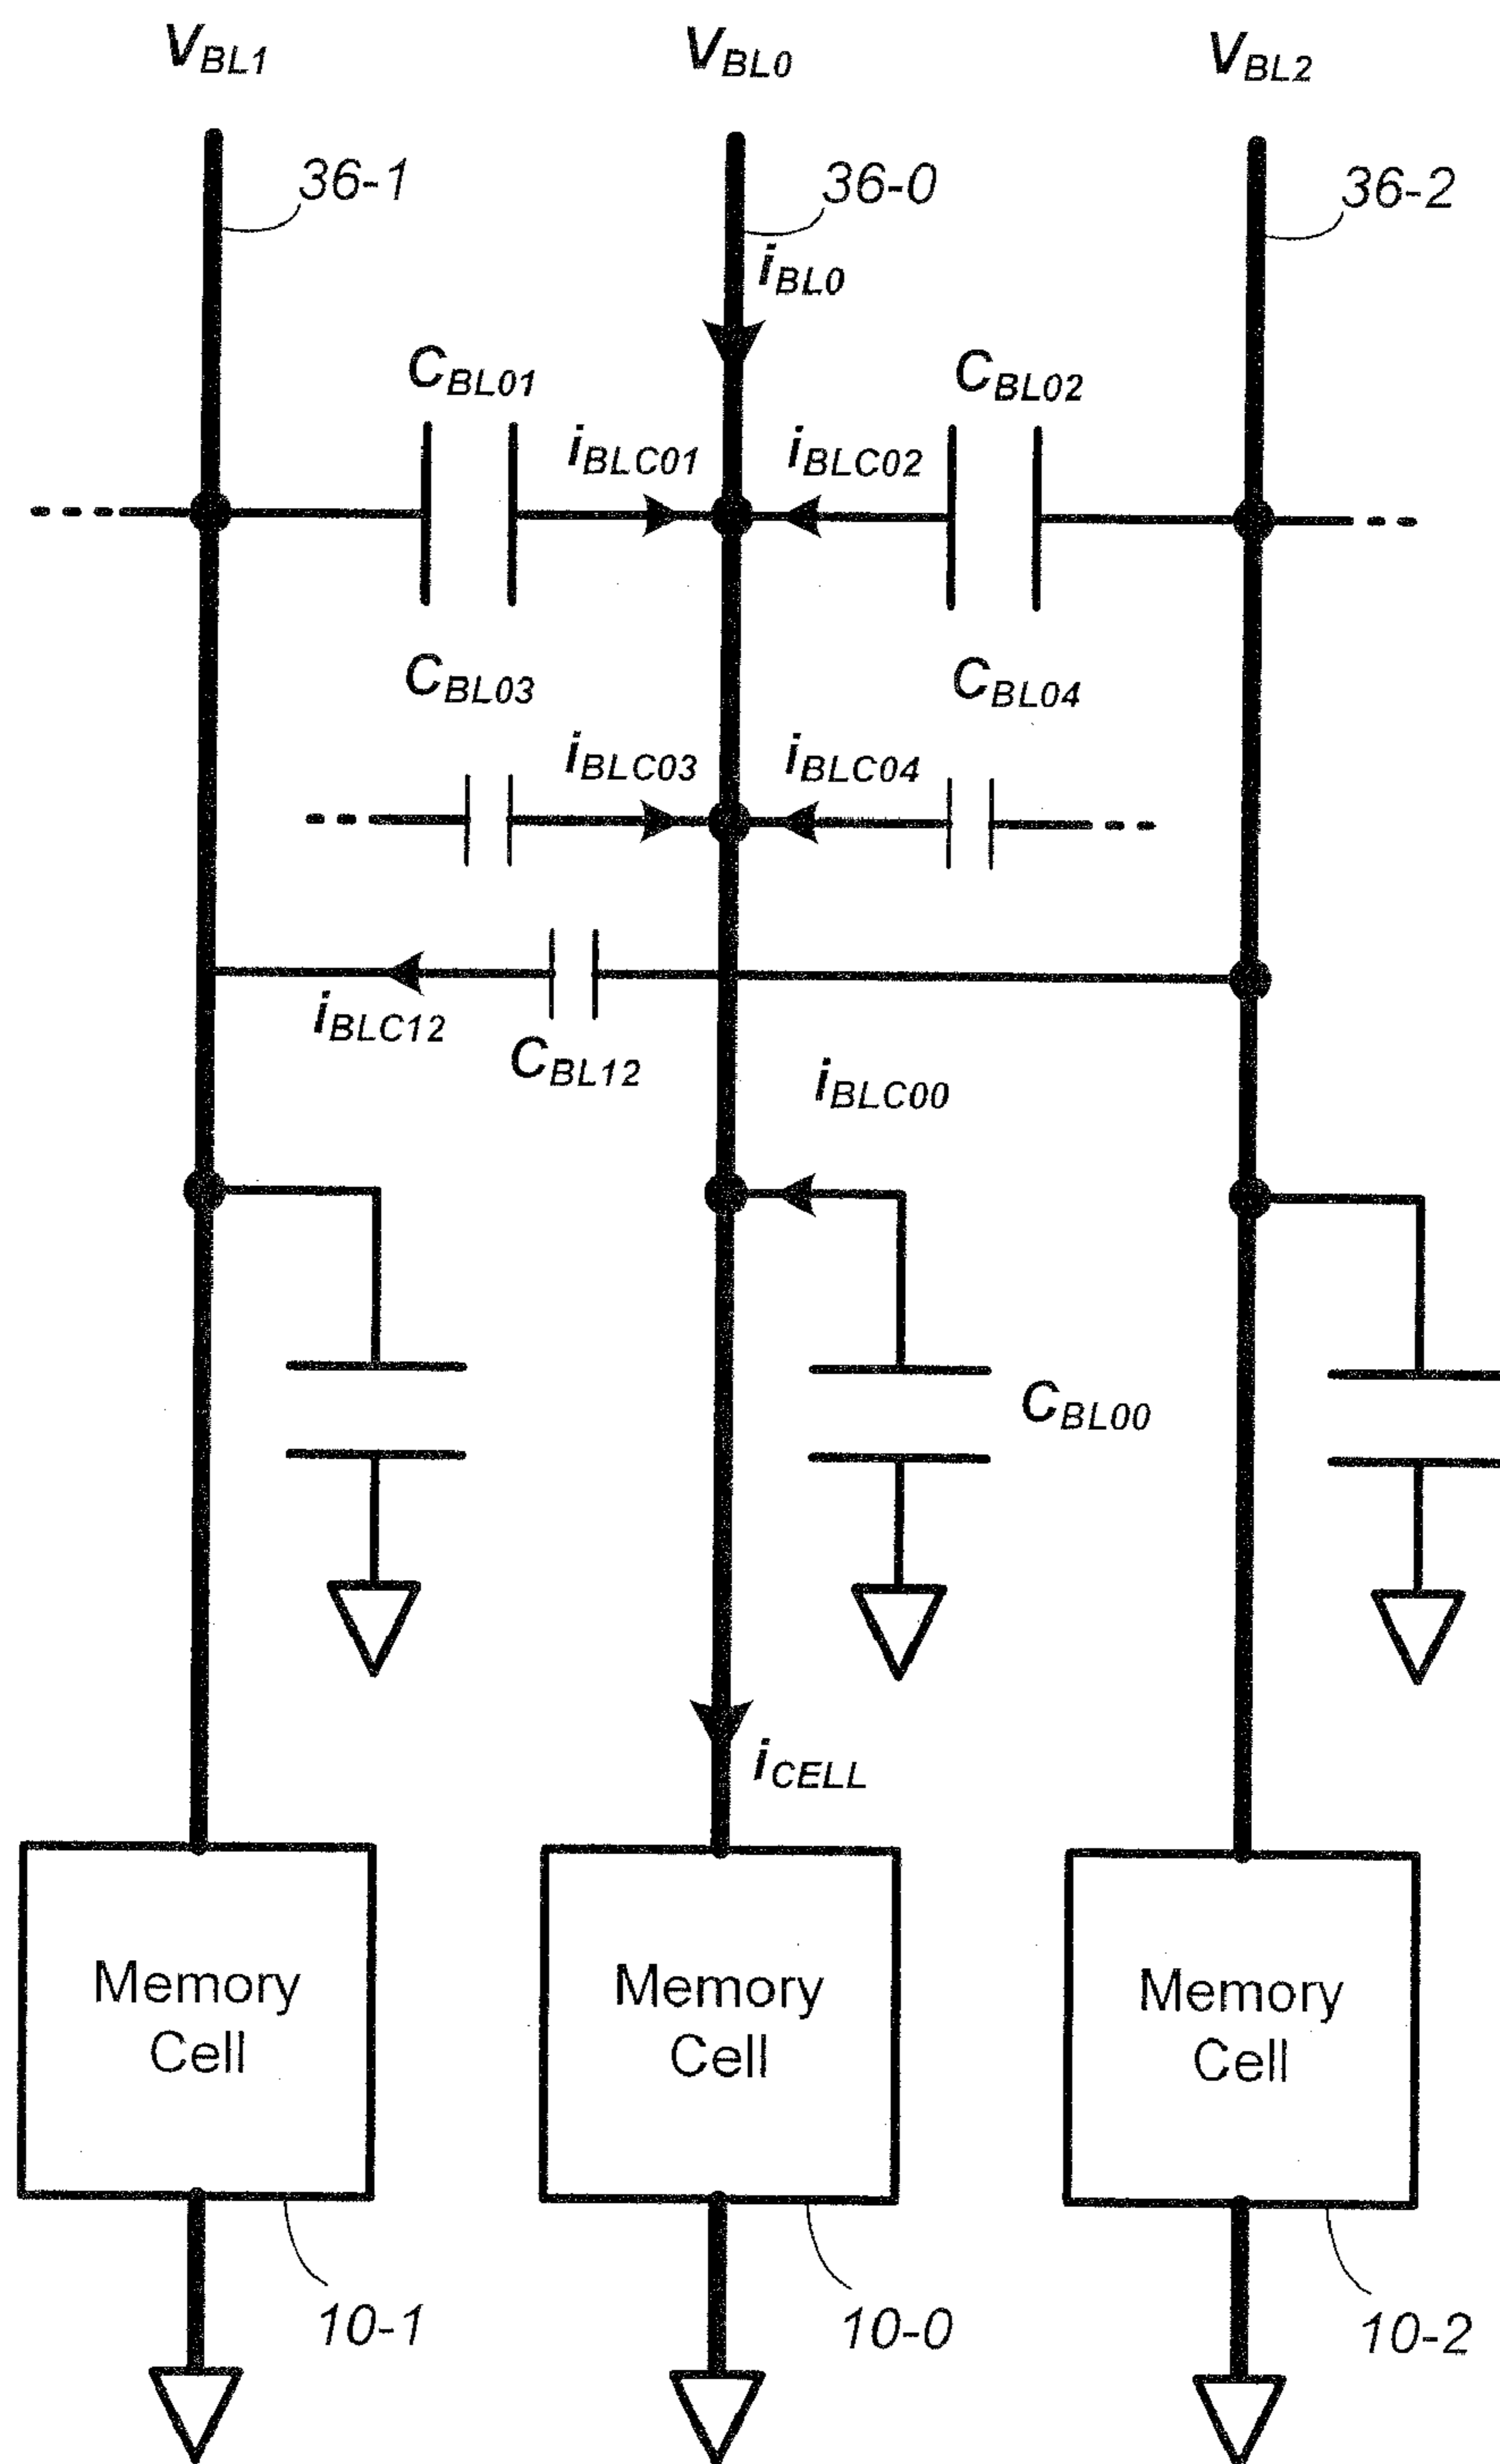 VBL1
VBL0
VBL2
36-1
36-0
36-2
iBL0
CBL01
CBL02
iBLC01
iBLC02
CBL03
CBL04
iBLC03
iBLC04
iBLC12
CBL12
iBLC00
CBL00
iCELL
Memory
Cell
Memory
Cell
Memory
Cell
10-1
10-0
10-2